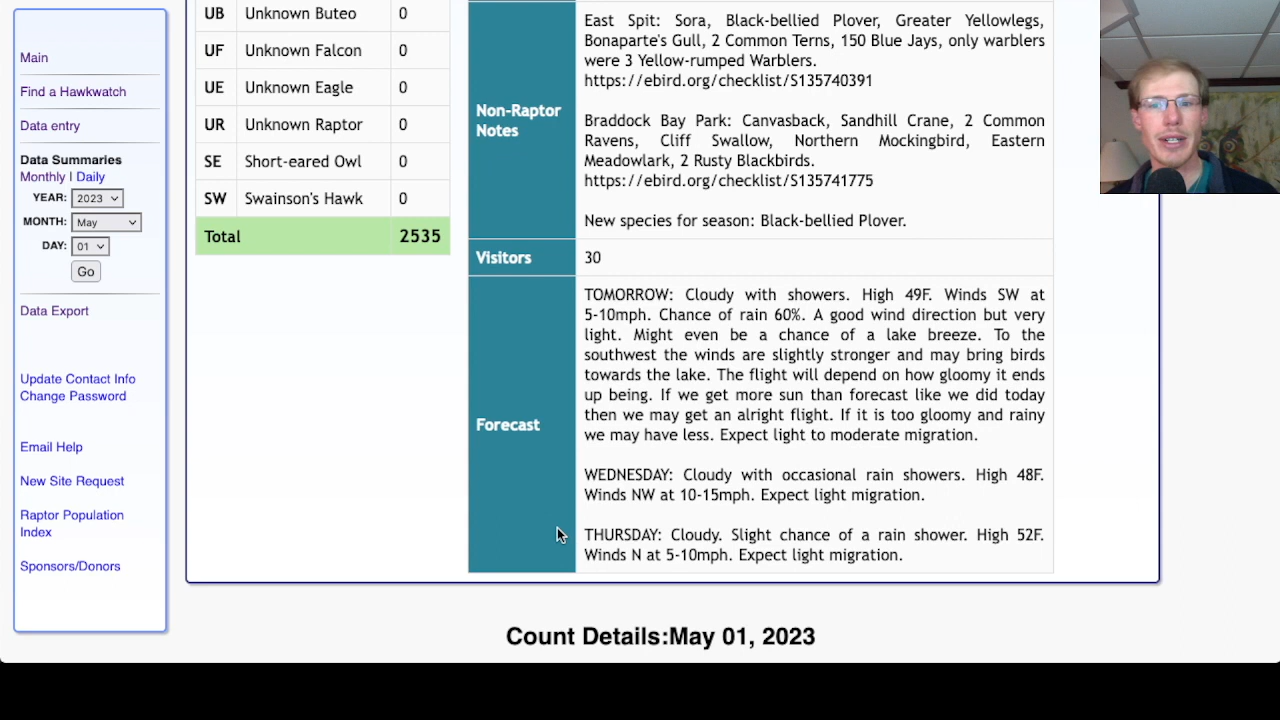 Main
Find a Hawkwatch
Data entry
Data Summaries
Monthly | Daily
YEAR: 2023
MONTH: May
DAY: 01
Go
Data Export
Update Contact Info
Change Password
Email Help
New Site Request
Raptor Population
Index
Sponsors/Donors
UB Unknown Buteo 0
UF Unknown Falcon 0
UE Unknown Eagle 0
UR Unknown Raptor 0
SE Short-eared Owl 0
SW Swainson's Hawk 0
Total 2535
Non-Raptor
Notes
East Spit: Sora, Black-bellied Plover, Greater Yellowlegs,
Bonaparte's Gull, 2 Common Terns, 150 Blue Jays, only warblers
were 3 Yellow-rumped Warblers.
https://ebird.org/checklist/S135740391
Braddock Bay Park: Canvasback, Sandhill Crane, 2 Common
Ravens, Cliff Swallow, Northern Mockingbird, Eastern
Meadowlark, 2 Rusty Blackbirds.
https://ebird.org/checklist/S135741775
New species for season: Black-bellied Plover.
Visitors 30
Forecast
TOMORROW: Cloudy with showers. High 49F. Winds SW at
5-10mph. Chance of rain 60%. A good wind direction but very
light. Might even be a chance of a lake breeze. To the
southwest the winds are slightly stronger and may bring birds
towards the lake. The flight will depend on how gloomy it ends
up being. If we get more sun than forecast like we did today
then we may get an alright flight. If it is too gloomy and rainy
we may have less. Expect light to moderate migration.
WEDNESDAY: Cloudy with occasional rain showers. High 48F.
Winds NW at 10-15mph. Expect light migration.
THURSDAY: Cloudy. Slight chance of a rain shower. High 52F.
Winds N at 5-10mph. Expect light migration.
Count Details:May 01, 2023